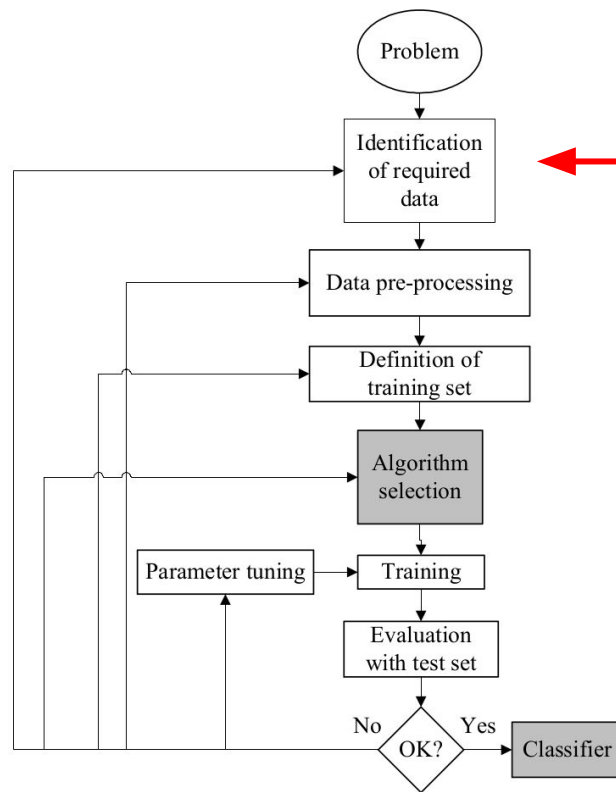 Problem
Identification
of required
data
Data pre-processing
Definition of
training set
Algorithm
selection
Parameter tuning
Training
Evaluation
with test set
No
Yes
OK?
Classifier